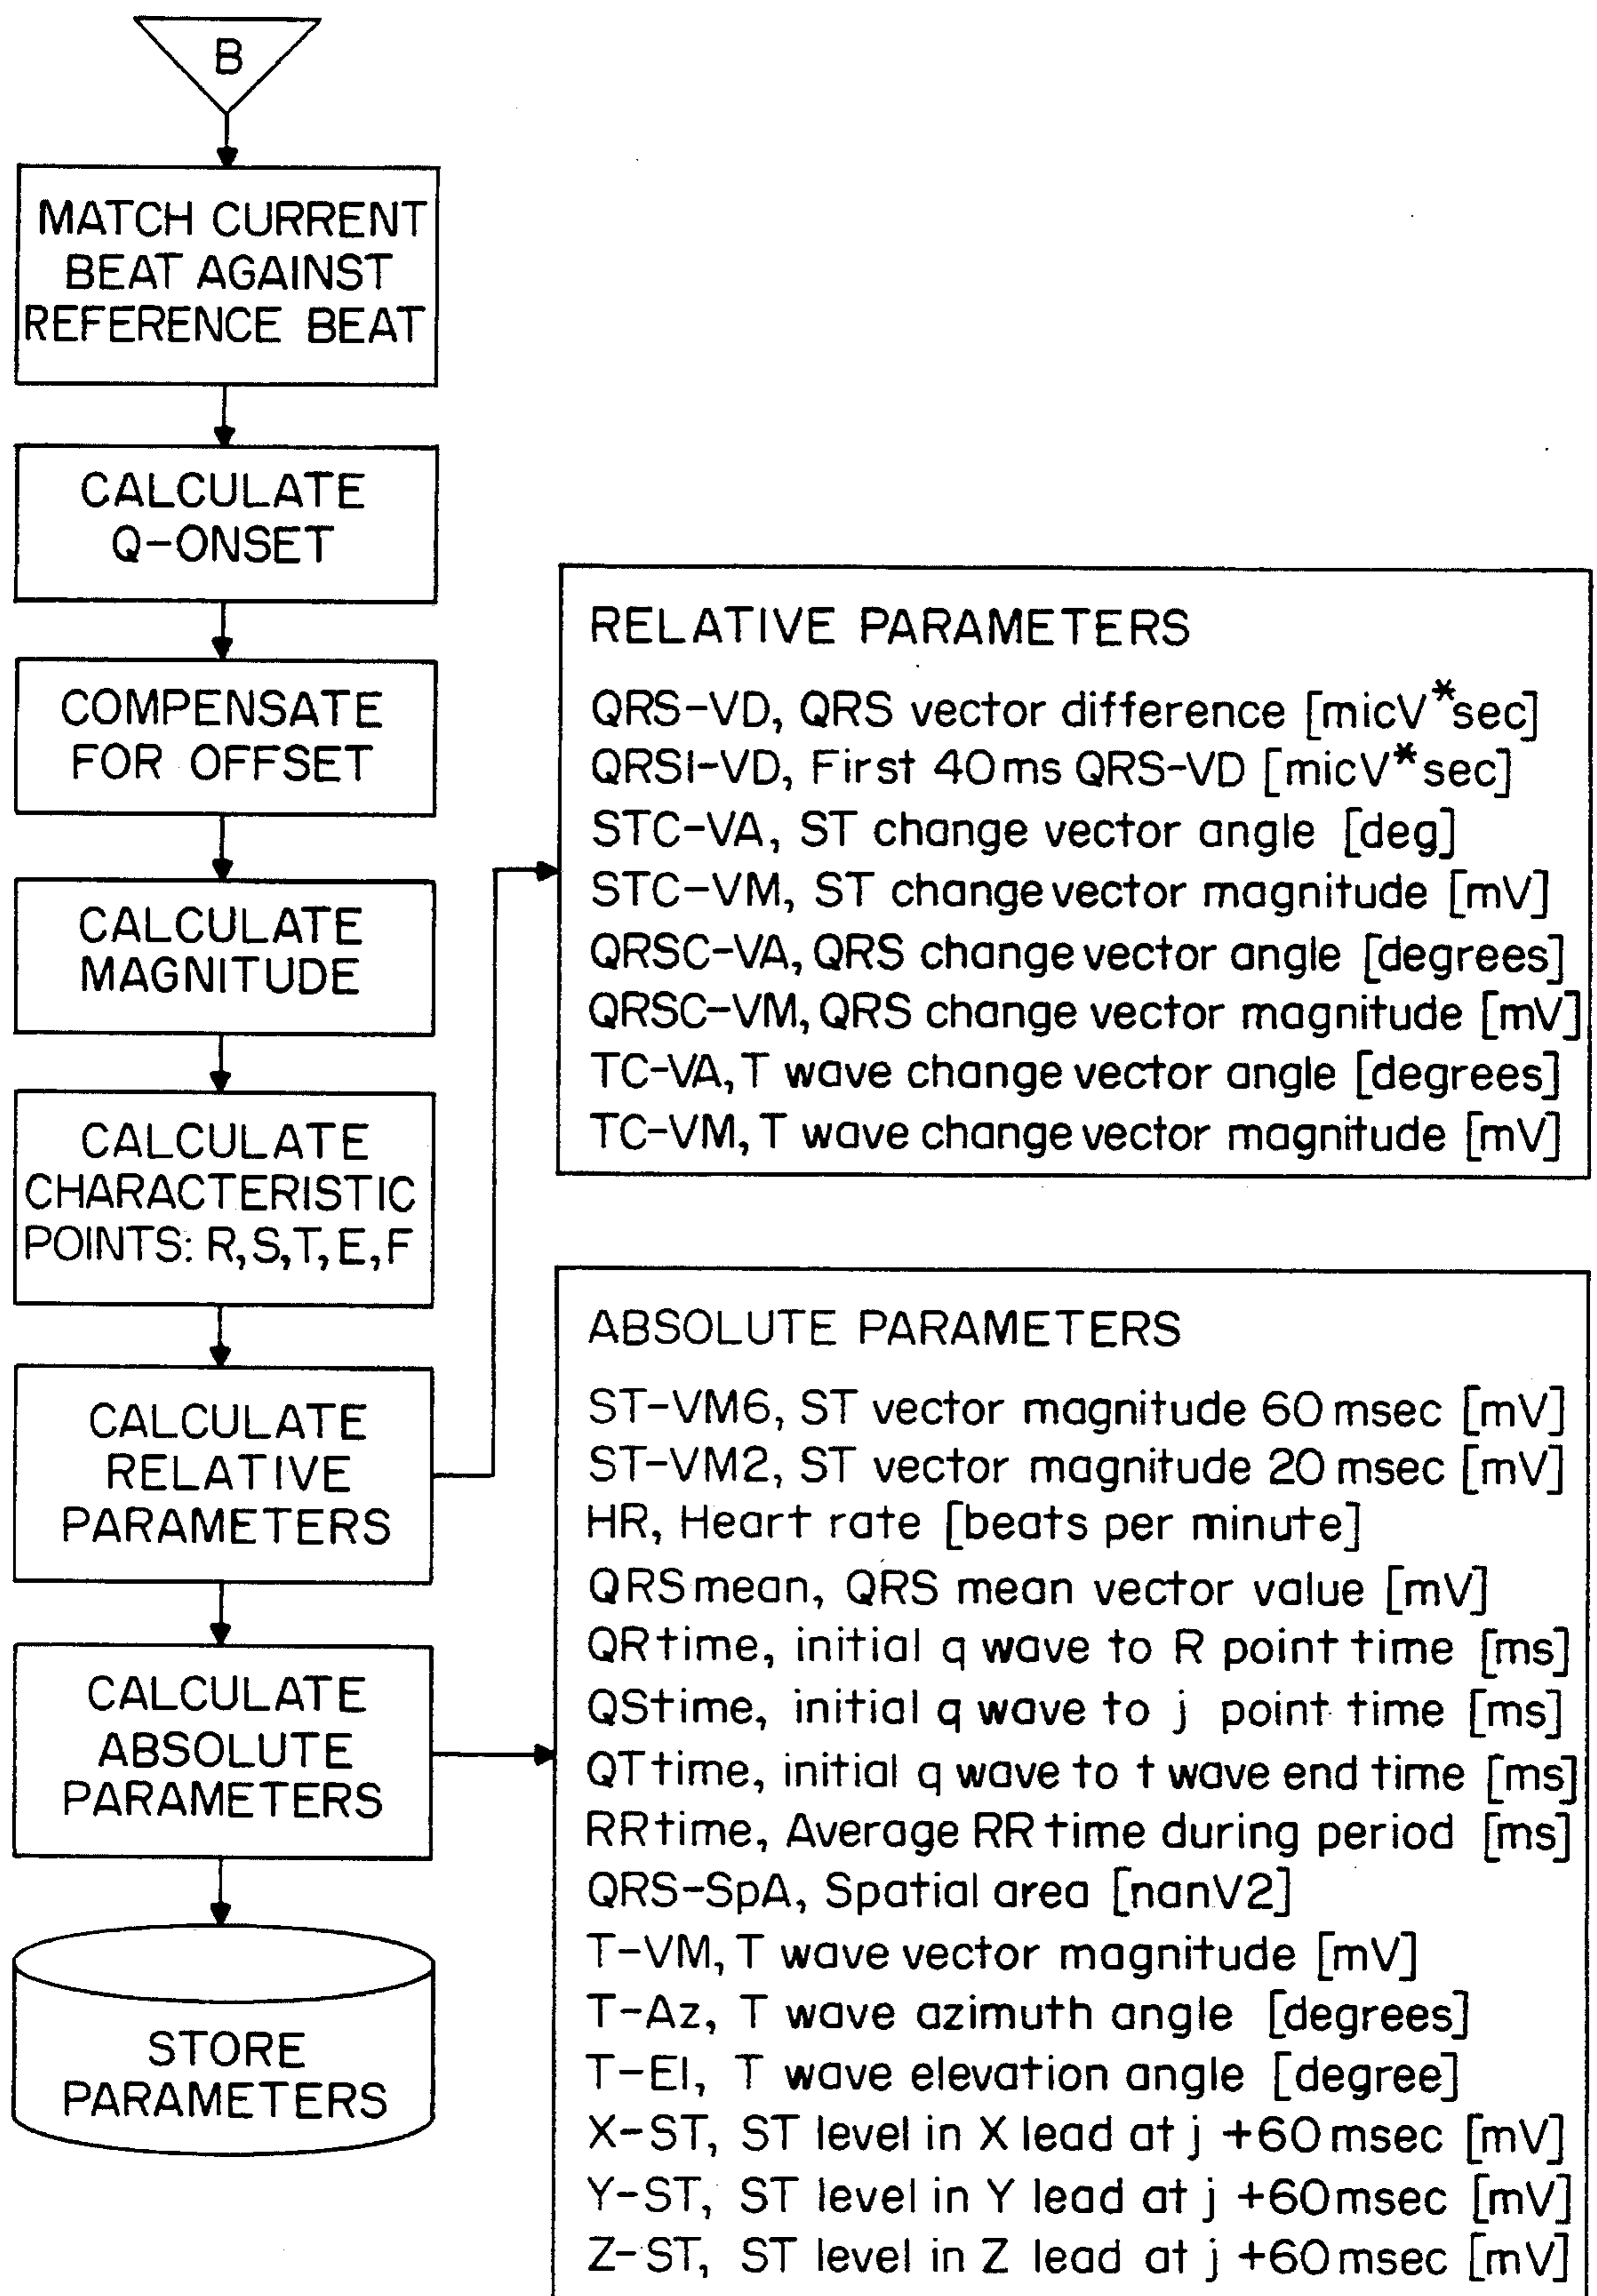 B
MATCH CURRENT
BEAT AGAINST
REFERENCE BEAT
CALCULATE
Q-ONSET
COMPENSATE
FOR OFFSET
CALCULATE
MAGNITUDE
CALCULATE
CHARACTERISTIC
POINTS: R,S,T,E,F
CALCULATE
RELATIVE
PARAMETERS
CALCULATE
ABSOLUTE
PARAMETERS
STORE
PARAMETERS
RELATIVE PARAMETERS
QRS-VD, QRS vector difference [micV*sec]
QRSI-VD, First 40ms QRS-VD [micV*sec]
STC-VA, ST change vector angle [deg]
STC-VM, ST change vector magnitude [mV]
QRSC-VA, QRS change vector angle [degrees]
QRSC-VM, QRS change vector magnitude [mV]
TC-VA, T wave change vector angle [degrees]
TC-VM, T wave change vector magnitude [mV]
ABSOLUTE PARAMETERS
ST-VM6, ST vector magnitude 60 msec [mV]
ST-VM2, ST vector magnitude 20 msec [mV]
HR, Heart rate [beats per minute]
QRSmean, QRS mean vector value [mV]
QRtime, initial q wave to R point time [ms]
QStime, initial q wave to j point time [ms]
QTtime, initial q wave to t wave end time [ms]
RRtime, Average RR time during period [ms]
QRS-SpA, Spatial area [nanV2]
T-VM, T wave vector magnitude [mV]
T-Az, T wave azimuth angle [degrees]
T-El, T wave elevation angle [degree]
X-ST, ST level in X lead at j +60msec [mV]
Y-ST, ST level in Y lead at j +60msec [mV]
Z-ST, ST level in Z lead at j +60msec [mV]